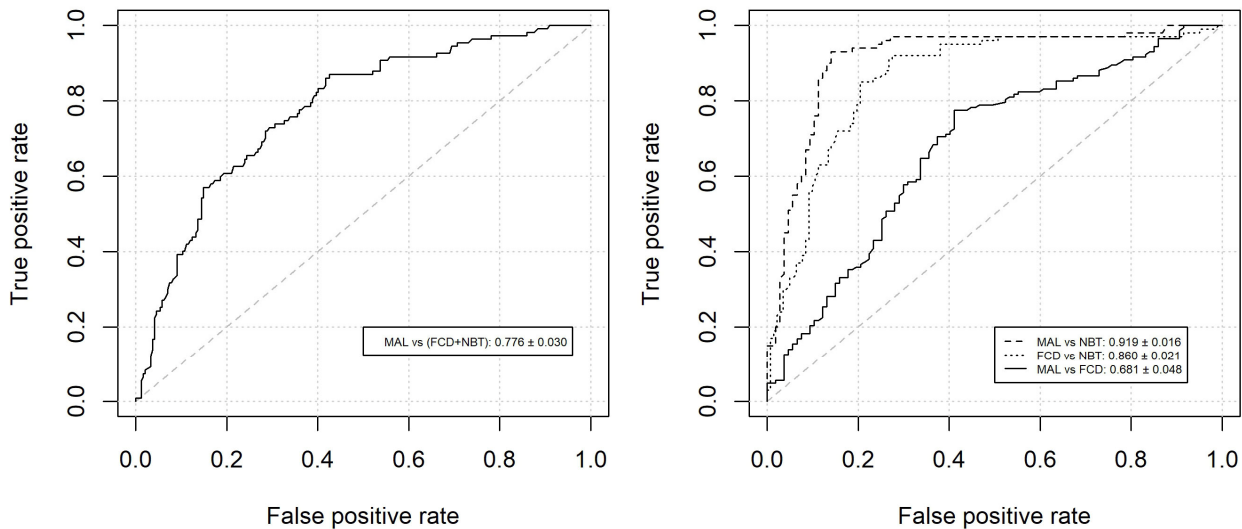 1.0
0.8
0.6
0.4
0.2
0.0
True positive rate
0.0 0.2 0.4 0.6 0.8 1.0
False positive rate
MAL vs (FCD+NBT): 0.776 ± 0.030
1.0
0.8
0.6
0.4
0.2
0.0
True positive rate
0.0 0.2 0.4 0.6 0.8 1.0
False positive rate
MAL vs NBT: 0.919 ± 0.016
FCD vs NBT: 0.860 ± 0.021
MAL vs FCD: 0.681 ± 0.048